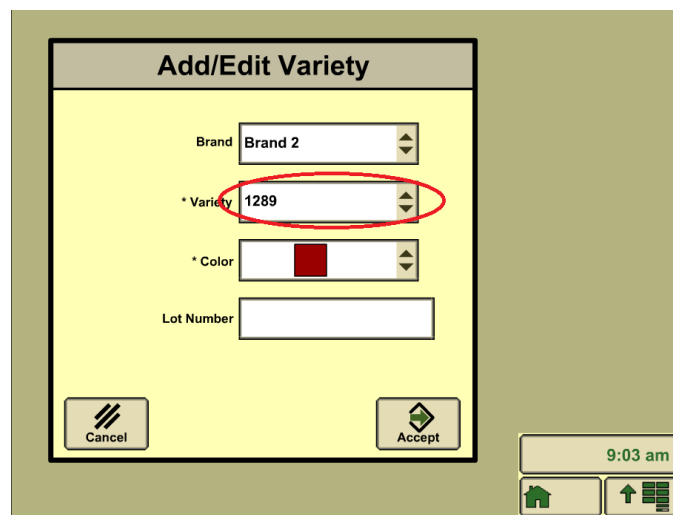 Add/Edit Variety
Brand Brand 2
* Variety 1289
* Color
Lot Number
Cancel Accept
9:03 am